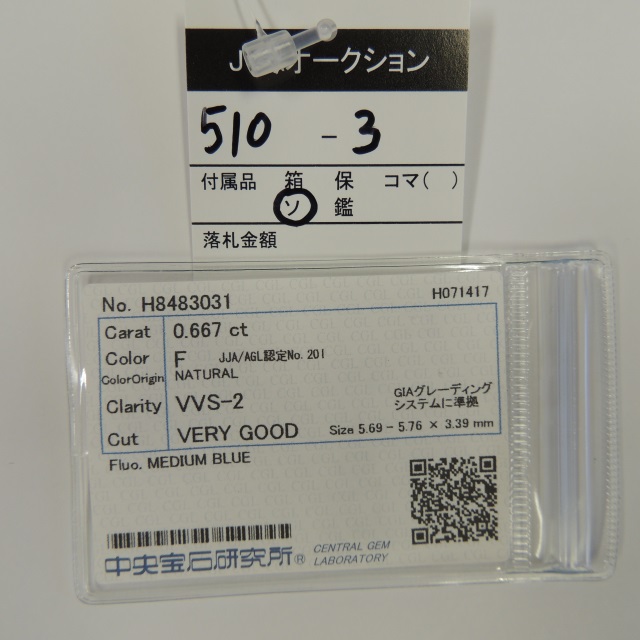 J オークション
510 - 3
付属品 箱 保 コマ( )
ソ 鑑
落札金額
No. H8483031 H071417
Carat 0.667 ct
Color F JJA/AGL認定No.201
ColorOrigin NATURAL
Clarity VVS-2 GIAグレーディング
システムに準拠
Cut VERY GOOD Size 5.69 - 5.76 × 3.39 mm
Fluo. MEDIUM BLUE
中央宝石研究所® CENTRAL GEM
LABORATORY